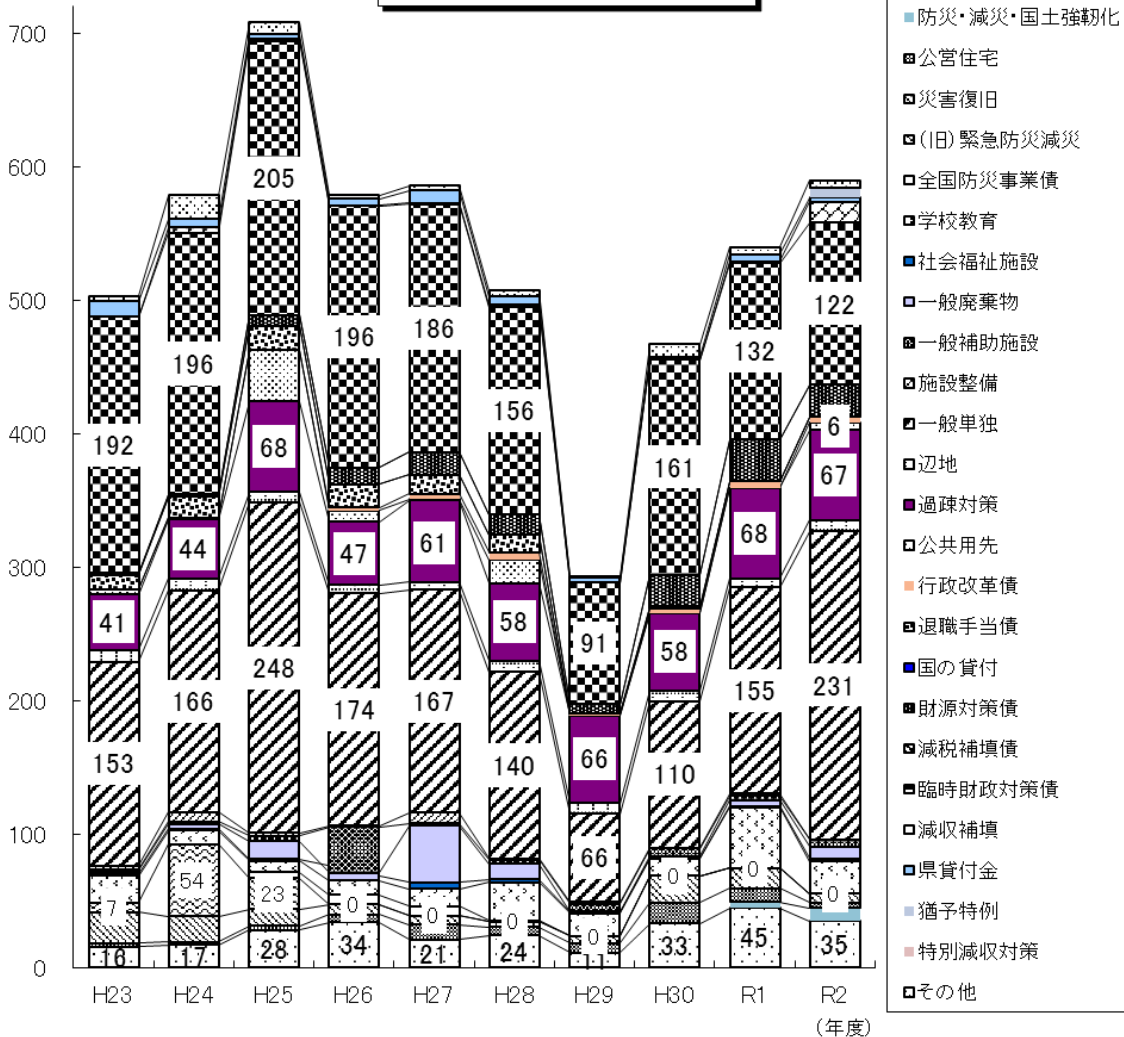 700
600
500
400
300
200
100
0
205
196
196
186
192
156
132
122
161
68
44
47
61
41
58
91
58
68
6
67
66
153
166
248
174
167
140
66
110
155
231
7
54
23
0
0
0
0
0
0
0
16
17
28
34
21
24
11
33
45
35
H23 H24 H25 H26 H27 H28 H29 H30 R1 R2
(年度)
防災・減災・国土強靭化
公営住宅
災害復旧
(旧)緊急防災減災
全国防災事業債
学校教育
社会福祉施設
一般廃棄物
一般補助施設
施設整備
一般単独
辺地
過疎対策
公共用先
行政改革債
退職手当債
国の貸付
財源対策債
減税補填債
臨時財政対策債
減収補填
県貸付金
猶予特例
特別減収対策
その他